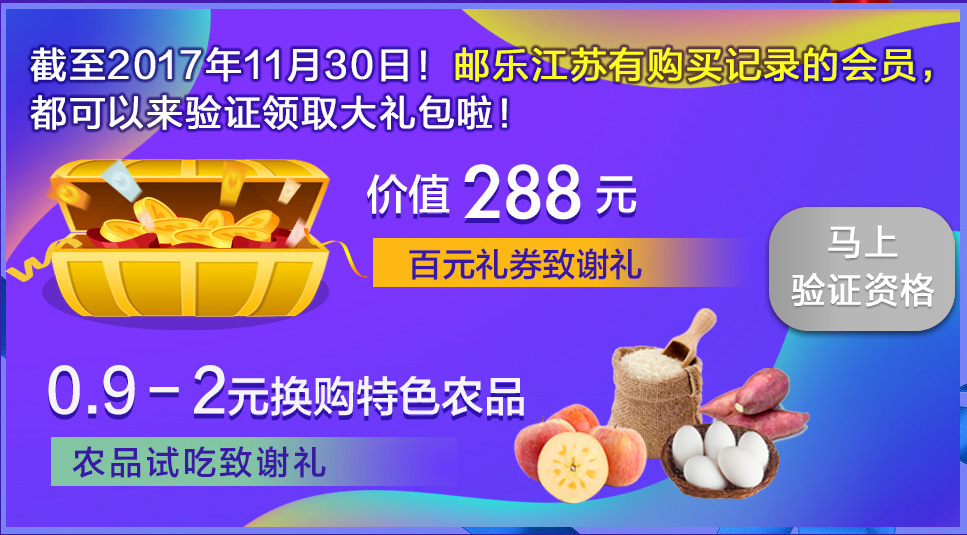 截至2017年11月30日！邮乐江苏有购买记录的会员，
都可以来验证领取大礼包啦！
价值288元
百元礼券致谢礼
马上
验证资格
0.9-2元换购特色农品
农品试吃致谢礼